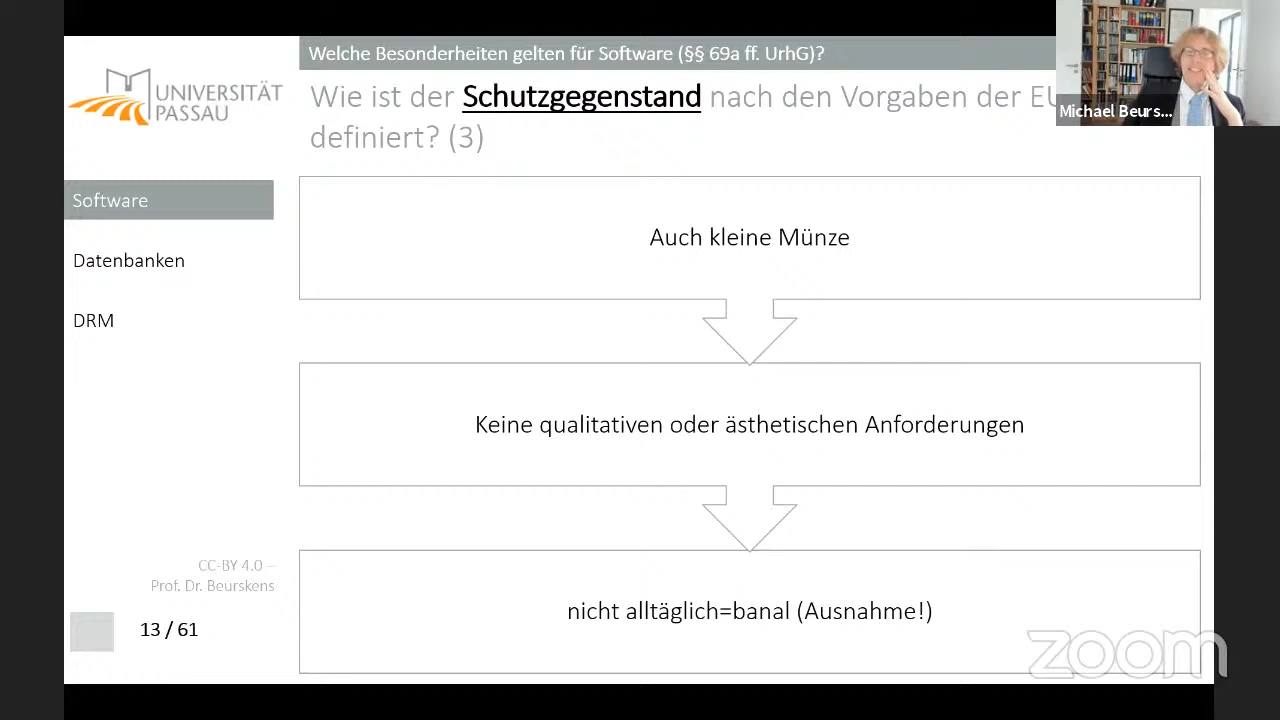 Welche Besonderheiten gelten für Software (§§ 69a ff. UrhG)?
UNIVERSITÄT
PASSAU
Wie ist der Schutzgegenstand nach den Vorgaben der EU
definiert? (3)
Michael Beurs...
Software
Datenbanken
DRM
Auch kleine Münze
Keine qualitativen oder ästhetischen Anforderungen
nicht alltäglich=banal (Ausnahme!)
CC-BY 4.0 –
Prof. Dr. Beurskens
13 / 61
zoom